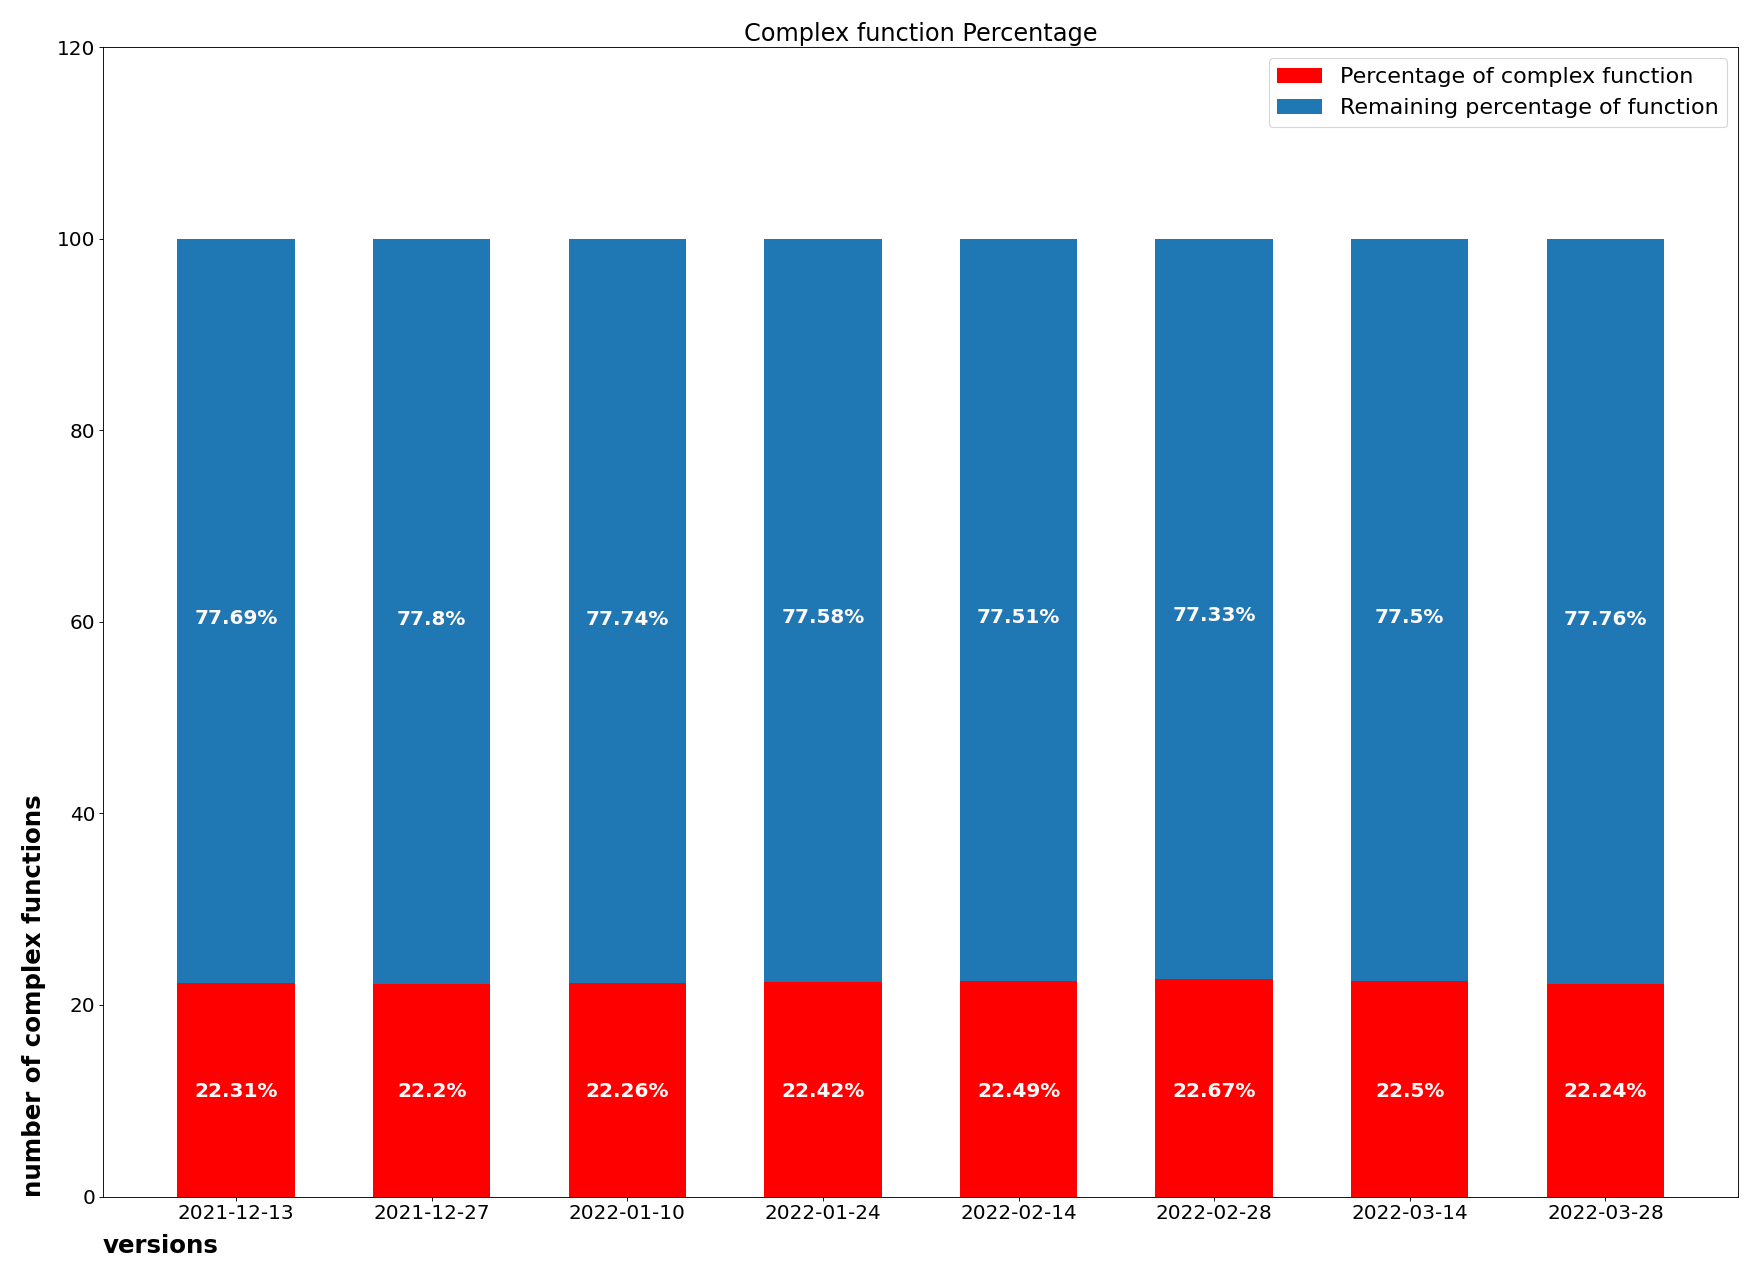 Complex function Percentage
Percentage of complex function
Remaining percentage of function
120
100
80
60
40
20
0
number of complex functions
77.69% 77.8% 77.74% 77.58% 77.51% 77.33% 77.5% 77.76%
22.31% 22.2% 22.26% 22.42% 22.49% 22.67% 22.5% 22.24%
2021-12-13 2021-12-27 2022-01-10 2022-01-24 2022-02-14 2022-02-28 2022-03-14 2022-03-28
versions